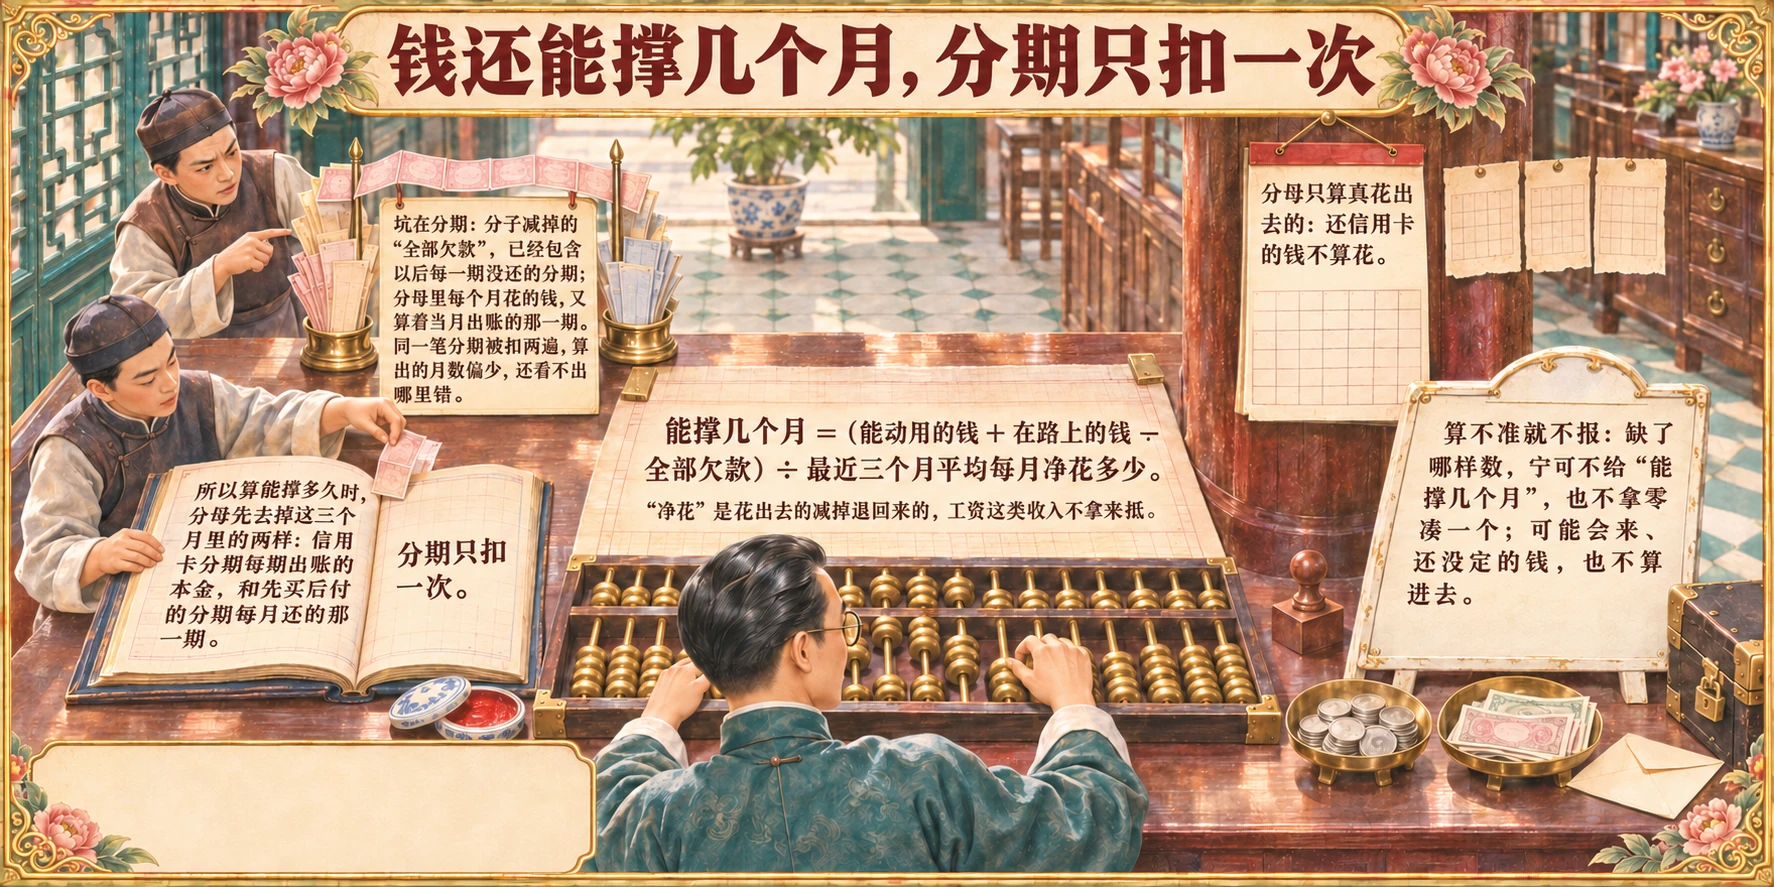 钱还能撑几个月，分期只扣一次
坑在分期：分子减掉的
“全部欠款”，已经包含
以后每一期没还的分期；
分母里每个月花的钱，又
算着当月出账的那一期。
同一笔分期被扣两遍，算
出的月数偏少，还看不出
哪里错。
分母只算真花出
去的：还信用卡
的钱不算花。
能撑几个月＝（能动用的钱＋在路上的钱－
全部欠款）÷最近三个月平均每月净花多少。
“净花”是花出去的减掉退回来的，工资这类收入不拿来抵。
所以算能撑多久时，
分母先去掉这三个
月里的两样：信用
卡分期每期出账的
本金，和先买后付
的分期每月还的那
一期。
分期只扣
一次。
算不准就不报：缺了
哪样数，宁可不给“能
撑几个月”，也不拿零
凑一个；可能会来、
还没定的钱，也不算
进去。